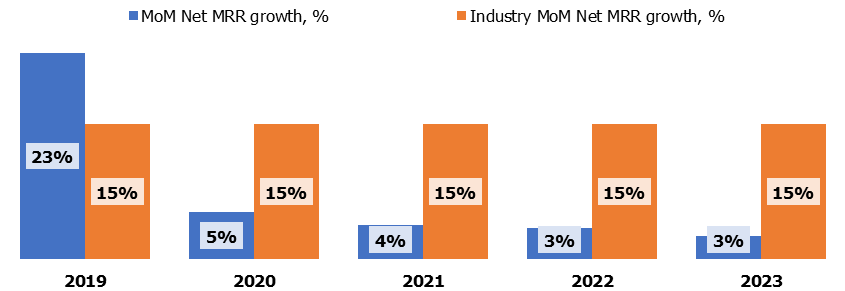 MoM Net MRR growth, % Industry MoM Net MRR growth, %
23% 15% 5% 15% 4% 15% 3% 15% 3% 15%
2019 2020 2021 2022 2023